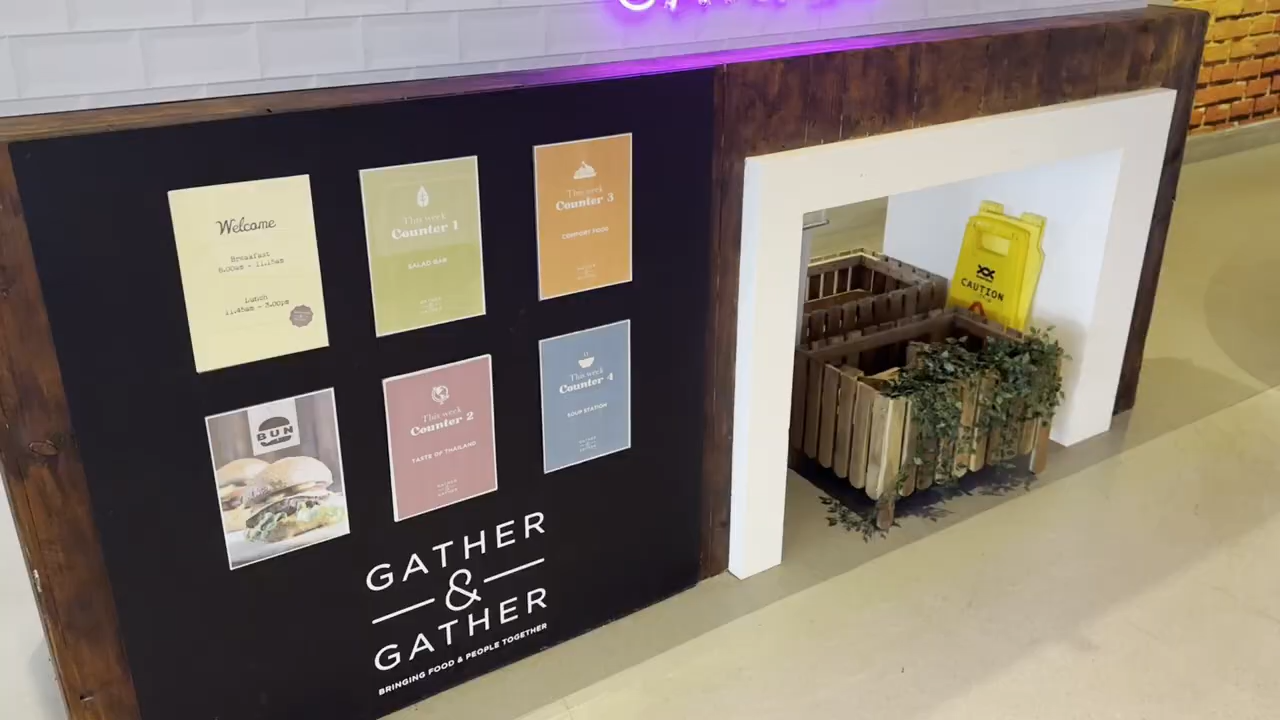 Welcome
Breakfast
8.00am - 11.15am
Lunch
11.45am - 3.00pm
This week
Counter 1
SALAD BAR
This week
Counter 3
COMFORT FOOD
BUN
This week
Counter 2
TASTE OF THAILAND
This week
Counter 4
SOUP STATION
GATHER
&
GATHER
BRINGING FOOD & PEOPLE TOGETHER
CAUTION